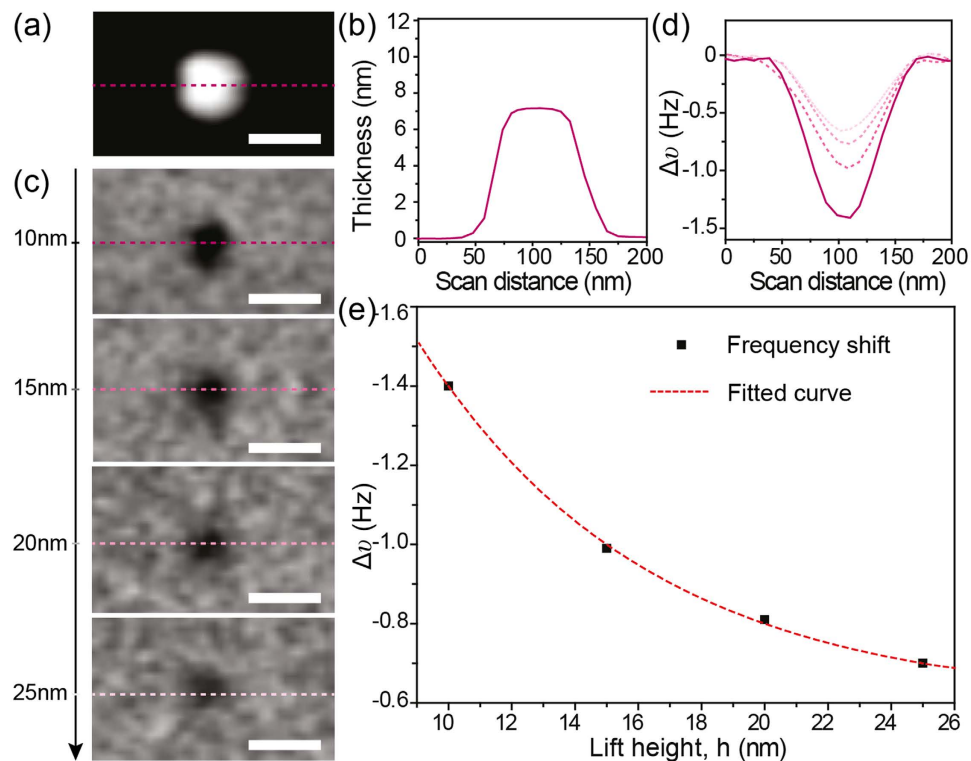 (a)
(b)
12
10
8
6
4
2
0
Thickness (nm)
0 50 100 150 200
Scan distance (nm)
(d)
0
-0.5
-1.0
-1.5
Δυ (Hz)
0 50 100 150 200
Scan distance (nm)
(c)
10nm
15nm
20nm
25nm
(e)
-1.6
-1.4
-1.2
-1.0
-0.8
-0.6
Δυ (Hz)
Frequency shift
Fitted curve
10 12 14 16 18 20 22 24 26
Lift height, h (nm)